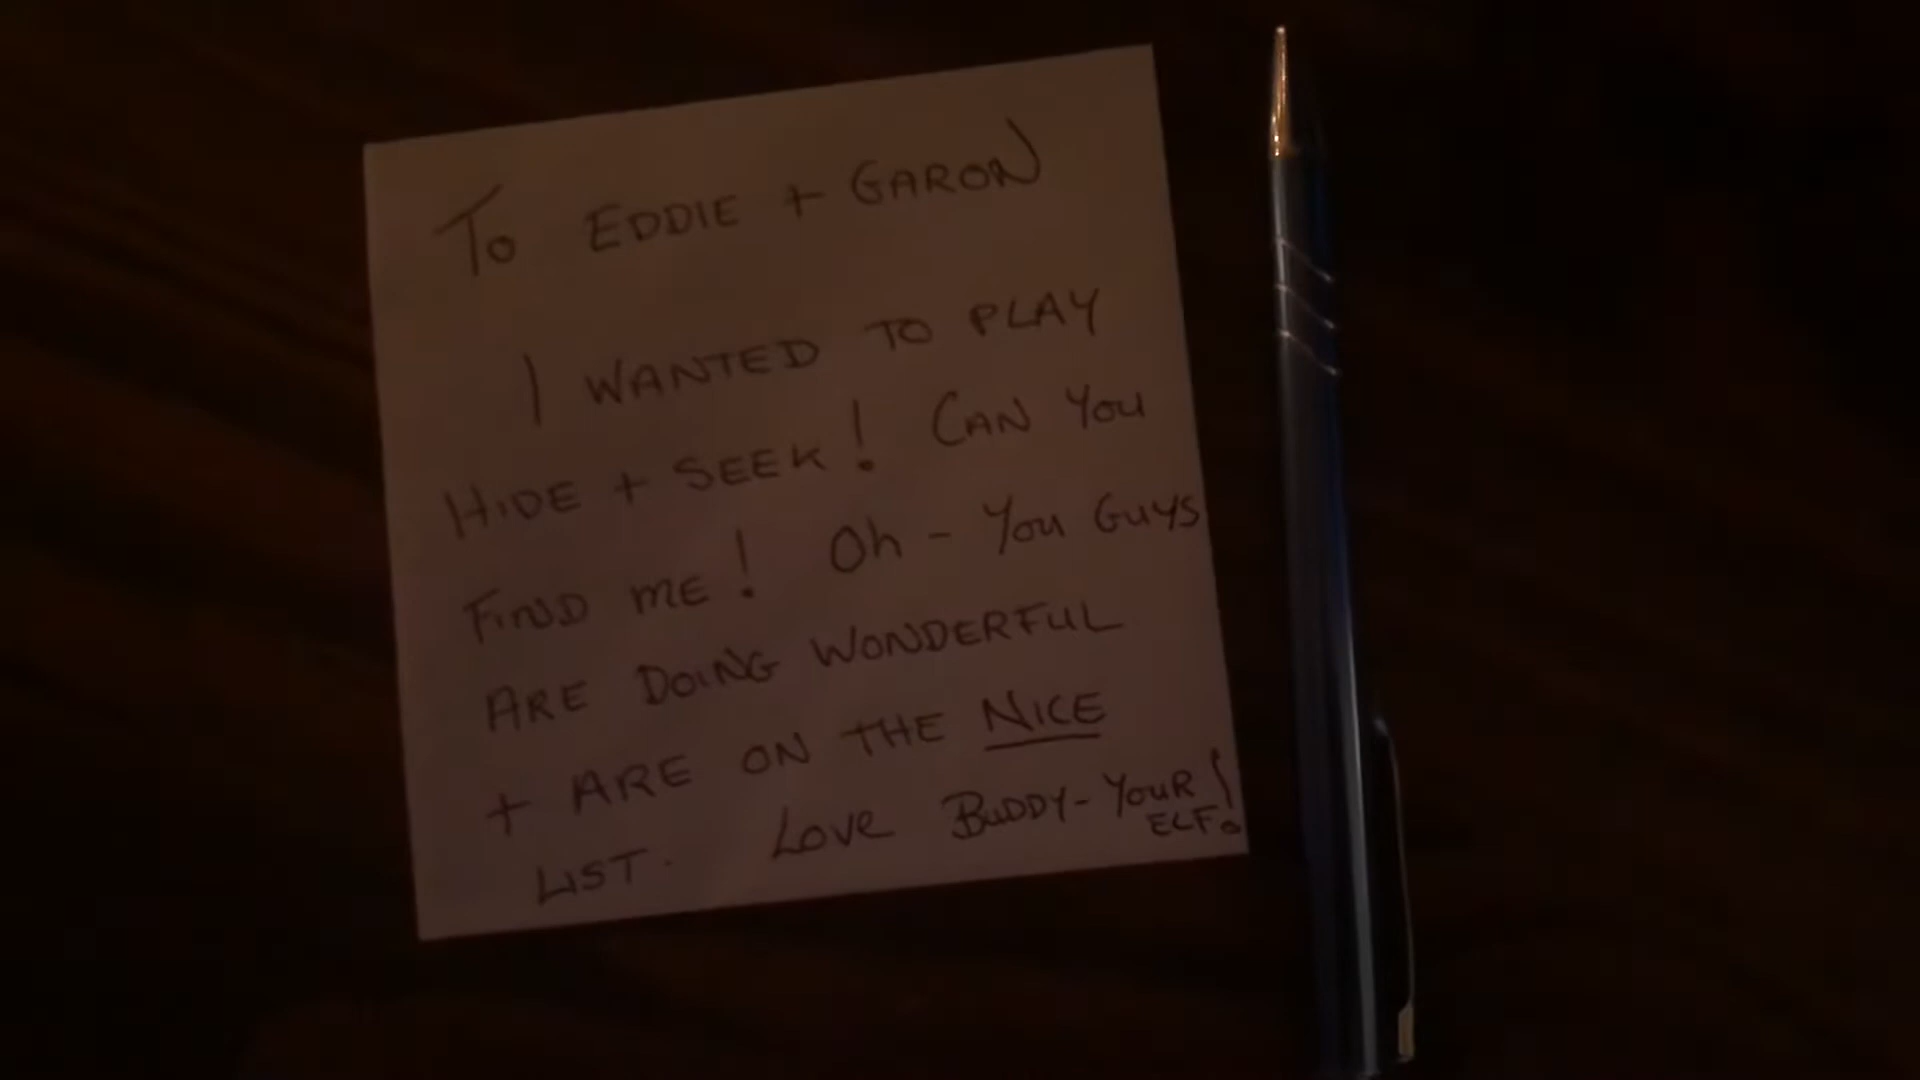 To EDDIE + GARON
I WANTED TO PLAY
HIDE + SEEK! CAN YOU
FIND ME! Oh - You Guys
ARE DOING WONDERFUL
+ ARE ON THE NICE
LIST. Love BUDDY - YOUR
ELF!